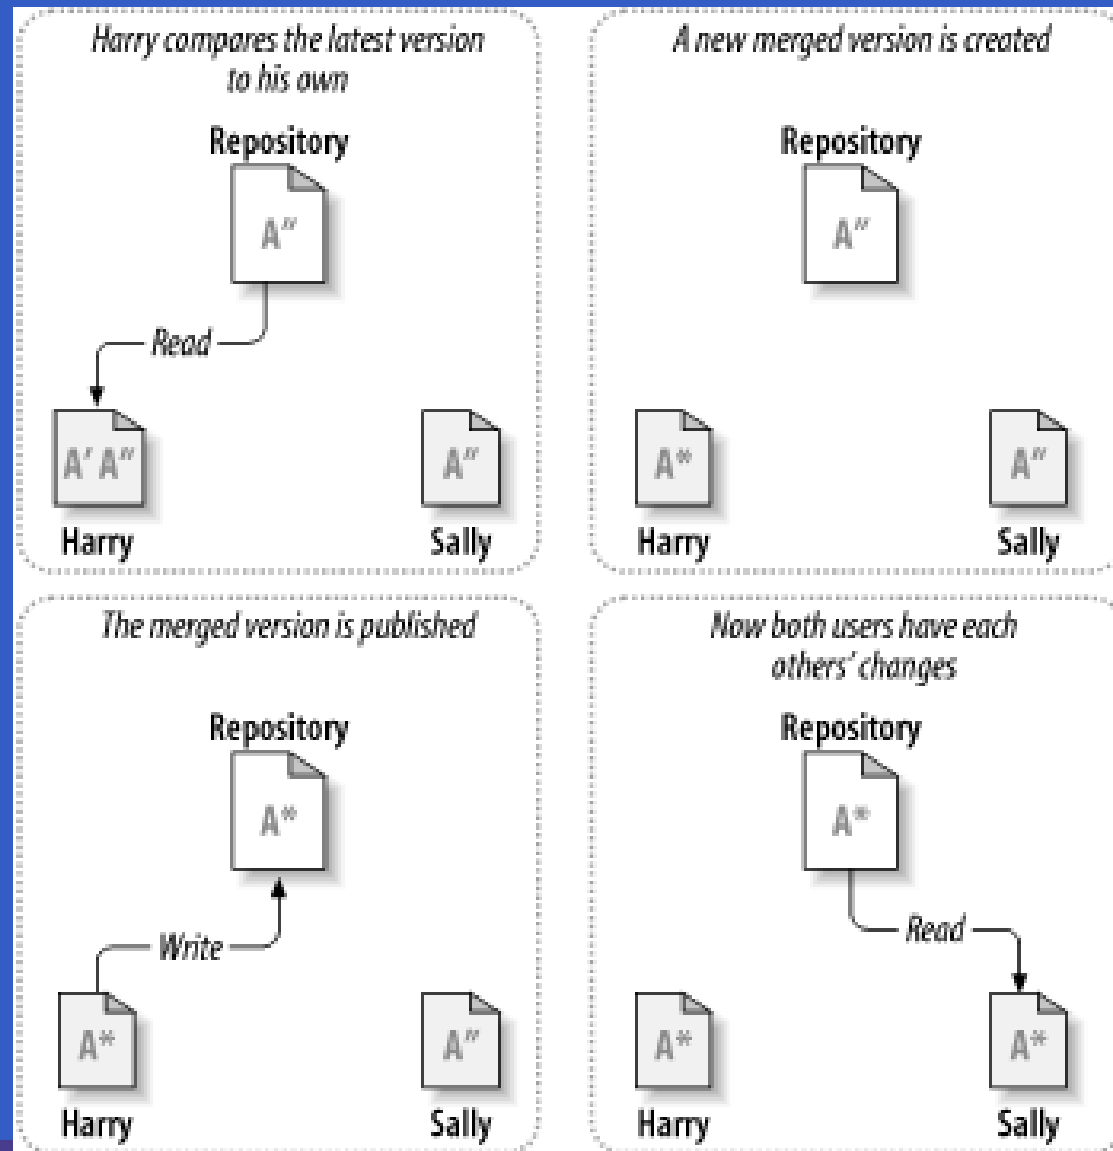 Harry compares the latest version
to his own
Repository
A"
Read
A' A"
A"
Harry
Sally
A new merged version is created
Repository
A"
A*
A"
Harry
Sally
The merged version is published
Repository
A*
Write
A*
A"
Harry
Sally
Now both users have each
others' changes
Repository
A*
Read
A*
A*
Harry
Sally